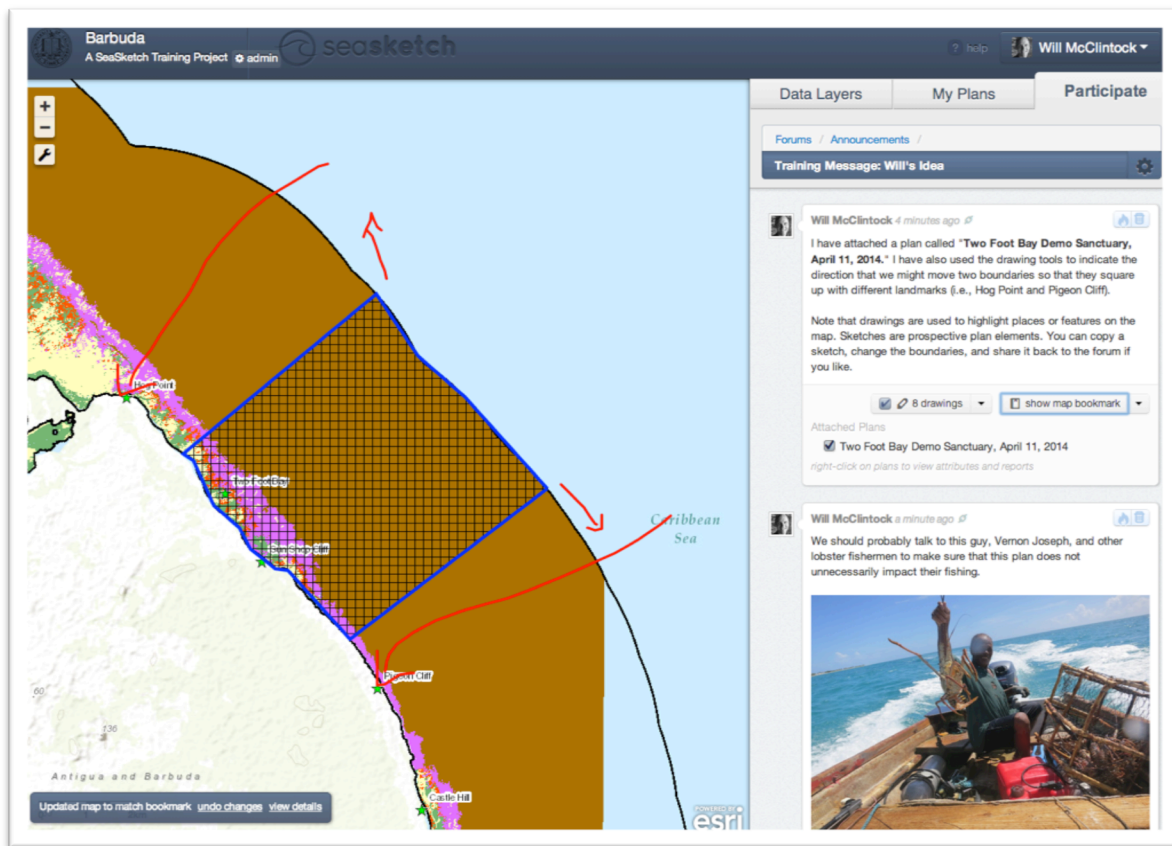 Barbuda
A SeaSketch Training Project admin
seasketch
? help
Will McClintock
Data Layers
My Plans
Participate
Forums / Announcements /
Training Message: Will's Idea
Will McClintock 4 minutes ago
I have attached a plan called "Two Foot Bay Demo Sanctuary,
April 11, 2014." I have also used the drawing tools to indicate the
direction that we might move two boundaries so that they square
up with different landmarks (i.e., Hog Point and Pigeon Cliff).
Note that drawings are used to highlight places or features on the
map. Sketches are prospective plan elements. You can copy a
sketch, change the boundaries, and share it back to the forum if
you like.
8 drawings
show map bookmark
Attached Plans
Two Foot Bay Demo Sanctuary, April 11, 2014
right-click on plans to view attributes and reports
Will McClintock a minute ago
We should probably talk to this guy, Vernon Joseph, and other
lobster fishermen to make sure that this plan does not
unnecessarily impact their fishing.
+
−
Hog Point
Two Foot Bay
Gun Shop Cliff
Pigeon Cliff
Castle Hill
Caribbean
Sea
60
136
Antigua and Barbuda
Updated map to match bookmark undo changes view details
POWERED BY
esri